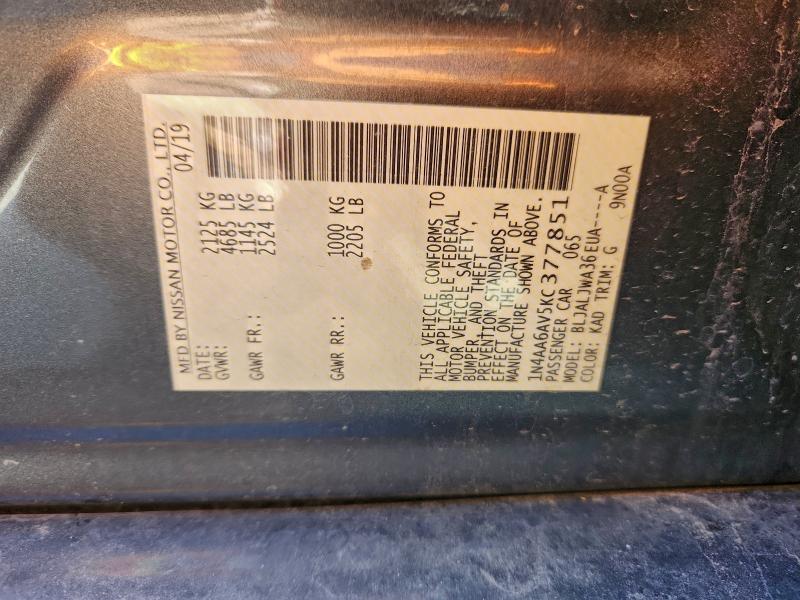 MFD BY NISSAN MOTOR CO., LTD.
DATE: 04/19
GVWR: 2125 KG
4685 LB
GAWR FR.: 1145 KG
2524 LB
GAWR RR.: 1000 KG
2205 LB
THIS VEHICLE CONFORMS TO
ALL APPLICABLE FEDERAL
MOTOR VEHICLE SAFETY,
BUMPER, AND THEFT
PREVENTION STANDARDS IN
EFFECT ON THE DATE OF
MANUFACTURE SHOWN ABOVE.
1N4AA6AV5KC377851
PASSENGER CAR 065
MODEL: BLJALJWA36EUA----A
COLOR: KAD TRIM: G 9N00A